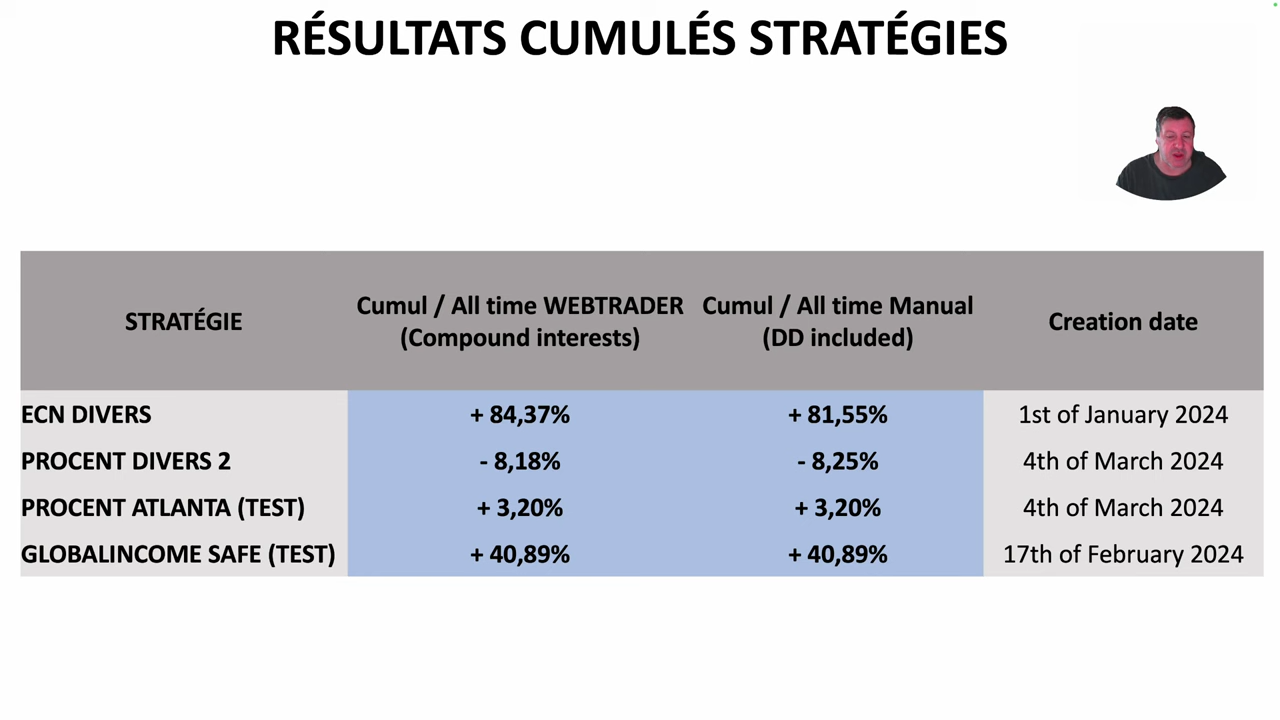 RÉSULTATS CUMULÉS STRATÉGIES
STRATÉGIE
Cumul / All time WEBTRADER
(Compound interests)
Cumul / All time Manual
(DD included)
Creation date
ECN DIVERS + 84,37% + 81,55% 1st of January 2024
PROCENT DIVERS 2 - 8,18% - 8,25% 4th of March 2024
PROCENT ATLANTA (TEST) + 3,20% + 3,20% 4th of March 2024
GLOBALINCOME SAFE (TEST) + 40,89% + 40,89% 17th of February 2024